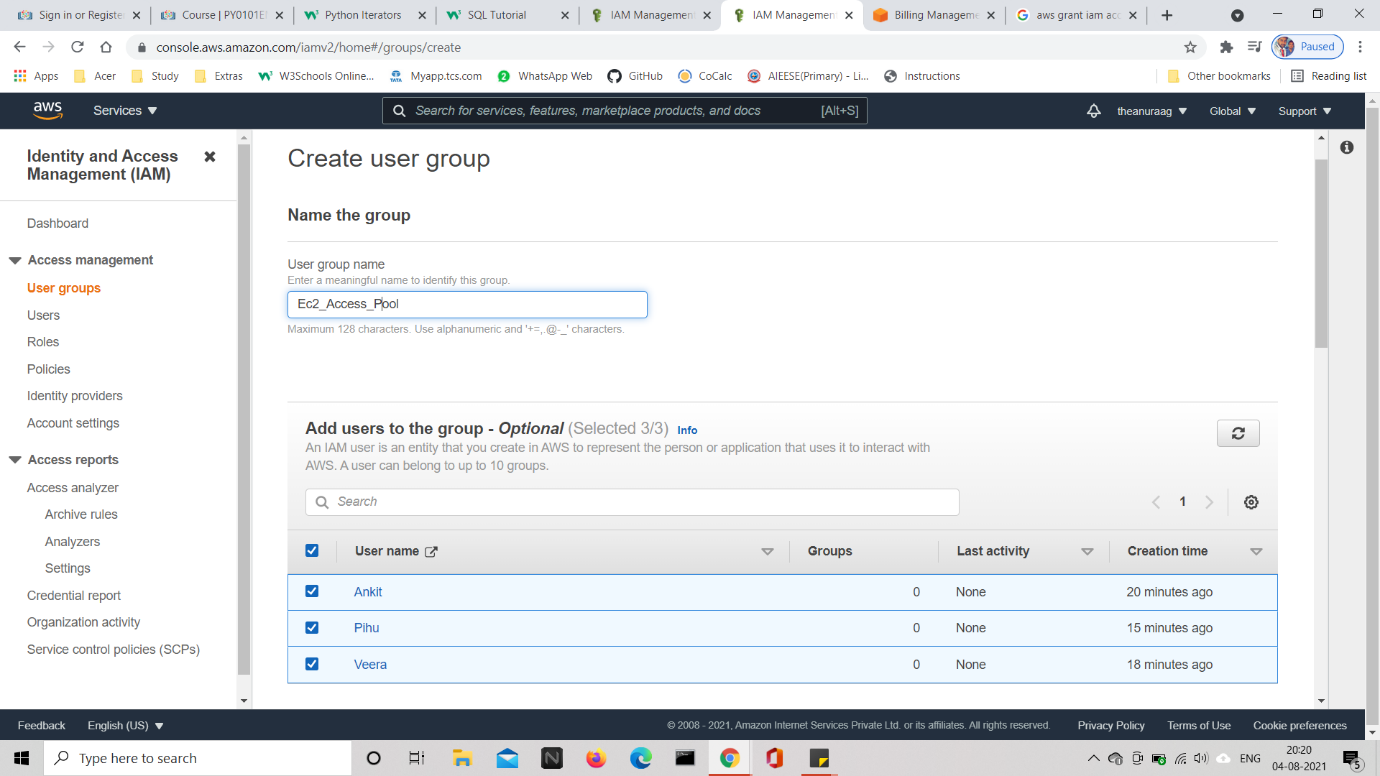 Sign in or Registe
Course | PY0101E
Python Iterators
SQL Tutorial
IAM Management
IAM Management
Billing Manageme
aws grant iam acc
console.aws.amazon.com/iamv2/home#/groups/create
Paused
Apps
Acer
Study
Extras
W3Schools Online...
Myapp.tcs.com
WhatsApp Web
GitHub
CoCalc
AIEESE(Primary) - Li...
Instructions
Other bookmarks
Reading list
aws
Services
Search for services, features, marketplace products, and docs
[Alt+S]
theanuraag
Global
Support
Identity and Access
Management (IAM)
Dashboard
Access management
User groups
Users
Roles
Policies
Identity providers
Account settings
Access reports
Access analyzer
Archive rules
Analyzers
Settings
Credential report
Organization activity
Service control policies (SCPs)
Create user group
Name the group
User group name
Enter a meaningful name to identify this group.
Ec2_Access_Pool
Maximum 128 characters. Use alphanumeric and '+=,.@-_' characters.
Add users to the group - Optional (Selected 3/3) Info
An IAM user is an entity that you create in AWS to represent the person or application that uses it to interact with
AWS. A user can belong to up to 10 groups.
Search
1
User name Groups Last activity Creation time
Ankit 0 None 20 minutes ago
Pihu 0 None 15 minutes ago
Veera 0 None 18 minutes ago
Feedback
English (US)
© 2008 - 2021, Amazon Internet Services Private Ltd. or its affiliates. All rights reserved.
Privacy Policy
Terms of Use
Cookie preferences
Type here to search
ENG
20:20
04-08-2021
5